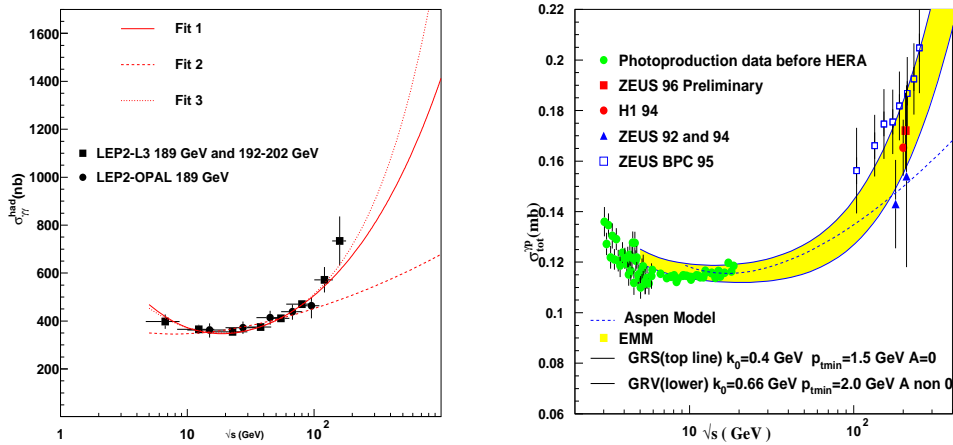 σ^had_γγ(nb)
1600
1400
1200
1000
800
600
400
200
Fit 1
Fit 2
Fit 3
LEP2-L3 189 GeV and 192-202 GeV
LEP2-OPAL 189 GeV
1
10
10^2
√s (GeV)
σ^γp_tot(mb)
0.22
0.2
0.18
0.16
0.14
0.12
0.1
0.08
0.06
Photoproduction data before HERA
ZEUS 96 Preliminary
H1 94
ZEUS 92 and 94
ZEUS BPC 95
Aspen Model
EMM
GRS(top line) k_0=0.4 GeV p_tmin=1.5 GeV A=0
GRV(lower) k_0=0.66 GeV p_tmin=2.0 GeV A non 0
1
10
10^2
√s ( GeV )